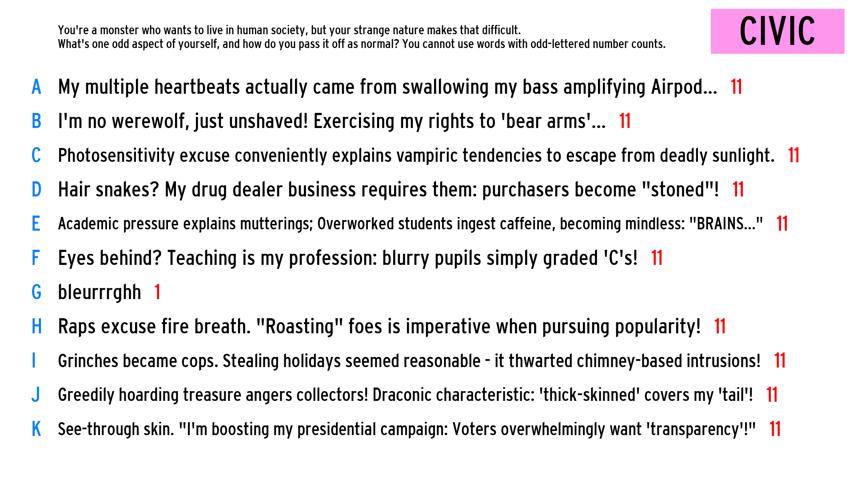 You're a monster who wants to live in human society, but your strange nature makes that difficult.
What's one odd aspect of yourself, and how do you pass it off as normal? You cannot use words with odd-lettered number counts.
CIVIC
A My multiple heartbeats actually came from swallowing my bass amplifying Airpod... 11
B I'm no werewolf, just unshaved! Exercising my rights to 'bear arms'... 11
C Photosensitivity excuse conveniently explains vampiric tendencies to escape from deadly sunlight. 11
D Hair snakes? My drug dealer business requires them: purchasers become "stoned"! 11
E Academic pressure explains mutterings; Overworked students ingest caffeine, becoming mindless: "BRAINS..." 11
F Eyes behind? Teaching is my profession: blurry pupils simply graded 'C's! 11
G bleurrrghh 1
H Raps excuse fire breath. "Roasting" foes is imperative when pursuing popularity! 11
I Grinches became cops. Stealing holidays seemed reasonable - it thwarted chimney-based intrusions! 11
J Greedily hoarding treasure angers collectors! Draconic characteristic: 'thick-skinned' covers my 'tail'! 11
K See-through skin. "I'm boosting my presidential campaign: Voters overwhelmingly want 'transparency'!" 11